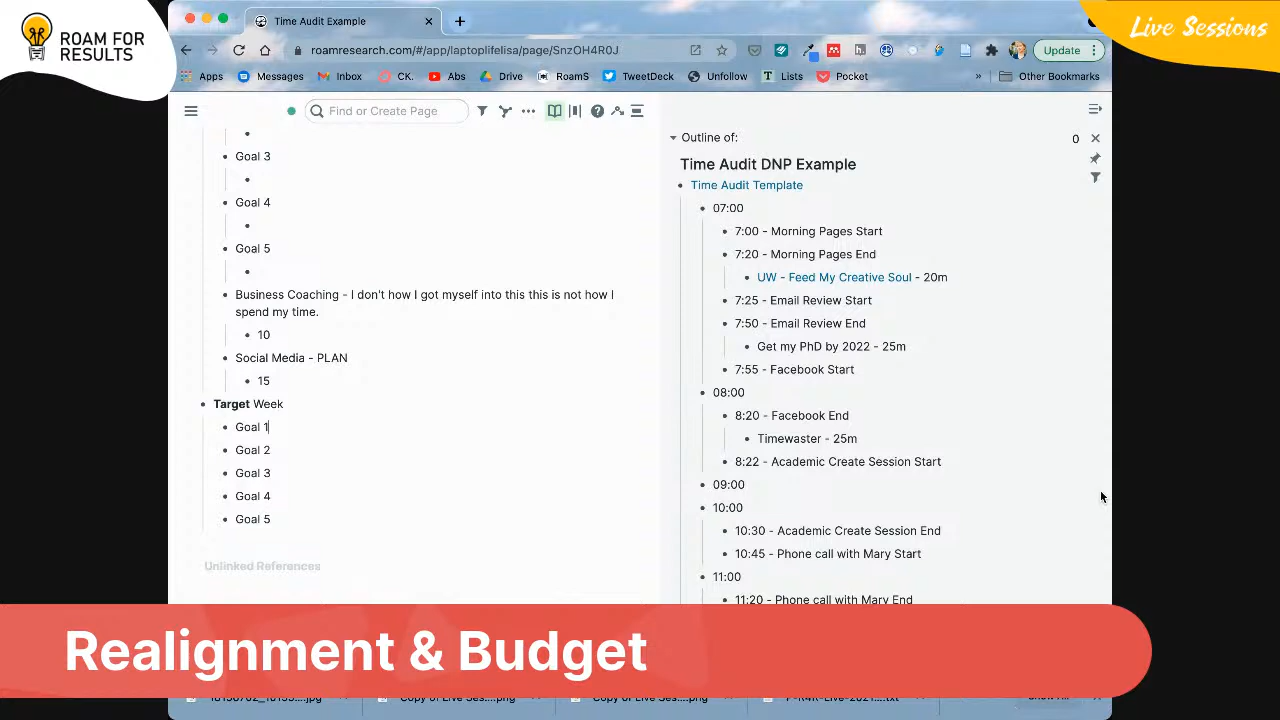 ROAM FOR
RESULTS
Live Sessions
Time Audit Example
roamresearch.com/#/app/laptoplifelisa/page/SnzOH4R0J
Update
Apps
Messages
Inbox
CK.
Abs
Drive
RoamS
TweetDeck
Unfollow
Lists
Pocket
»
Other Bookmarks
Find or Create Page
Goal 3
Goal 4
Goal 5
Business Coaching - I don't how I got myself into this this is not how I
spend my time.
10
Social Media - PLAN
15
Target Week
Goal 1
Goal 2
Goal 3
Goal 4
Goal 5
Unlinked References
Outline of:
0
Time Audit DNP Example
Time Audit Template
07:00
7:00 - Morning Pages Start
7:20 - Morning Pages End
UW - Feed My Creative Soul - 20m
7:25 - Email Review Start
7:50 - Email Review End
Get my PhD by 2022 - 25m
7:55 - Facebook Start
08:00
8:20 - Facebook End
Timewaster - 25m
8:22 - Academic Create Session Start
09:00
10:00
10:30 - Academic Create Session End
10:45 - Phone call with Mary Start
11:00
11:20 - Phone call with Mary End
Realignment & Budget